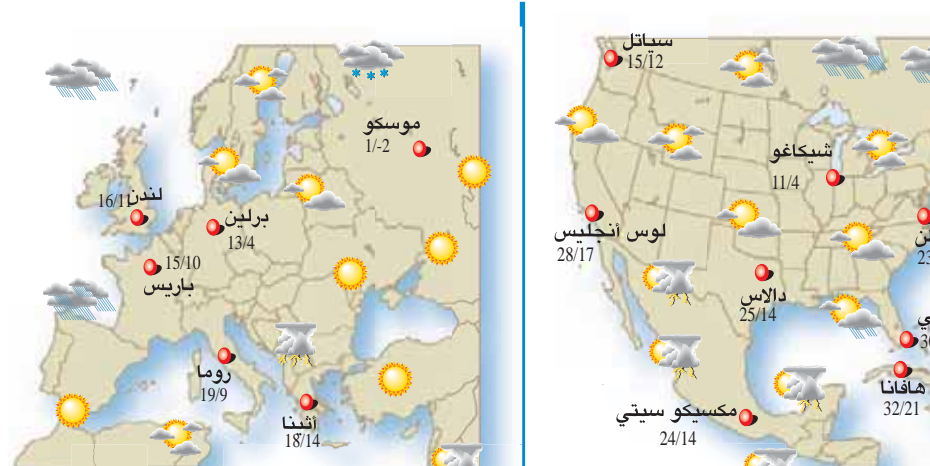 سياتل
15/12
شيكاغو
11/4
لوس أنجليس
28/17
دالاس
25/14
هافانا
32/21
مكسيكو سيتي
24/14
موسكو
1/-2
لندن
16/11
برلين
13/4
15/10
باريس
روما
19/9
أثينا
18/14